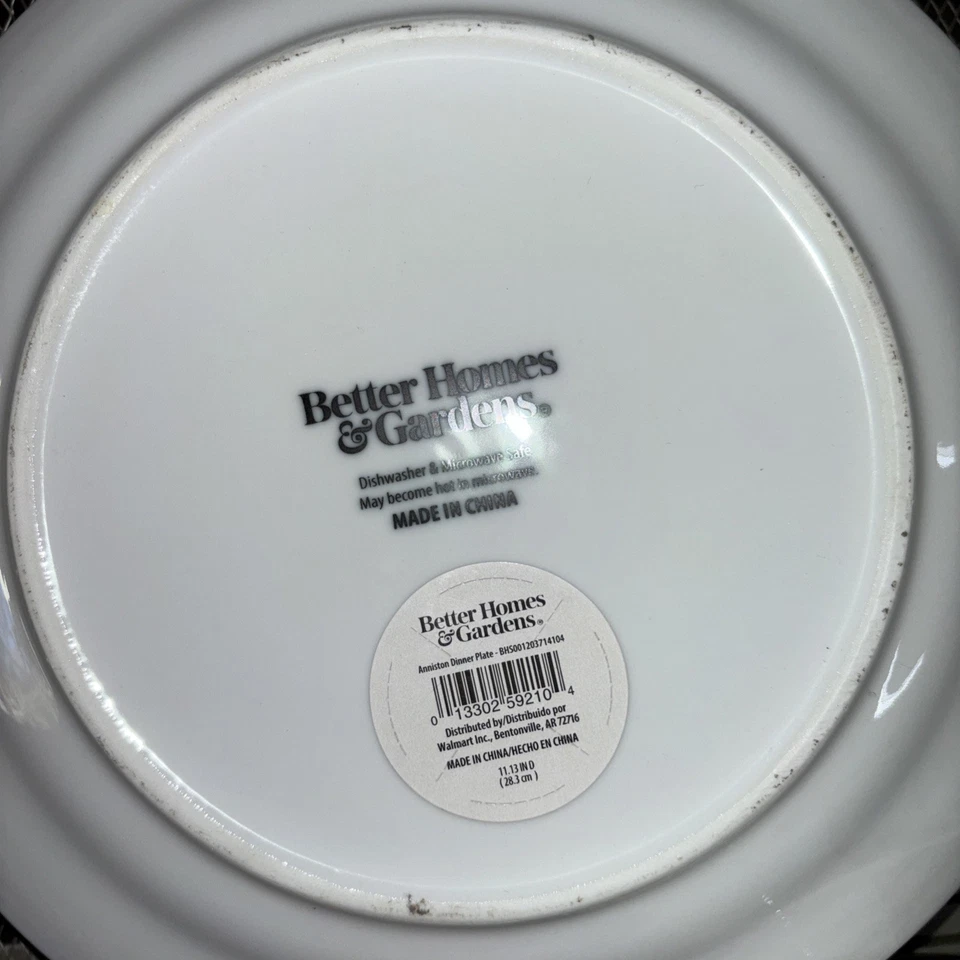 Better Homes
& Gardens®
Dishwasher & Microwave Safe
May become hot in microwave.
MADE IN CHINA
Better Homes
& Gardens®
Anniston Dinner Plate - BHS001203714104
0 13302 59210 4
Distributed by/Distribuido por
Walmart Inc., Bentonville, AR 72716
MADE IN CHINA/HECHO EN CHINA
11.13 IN D
( 28.3 cm )